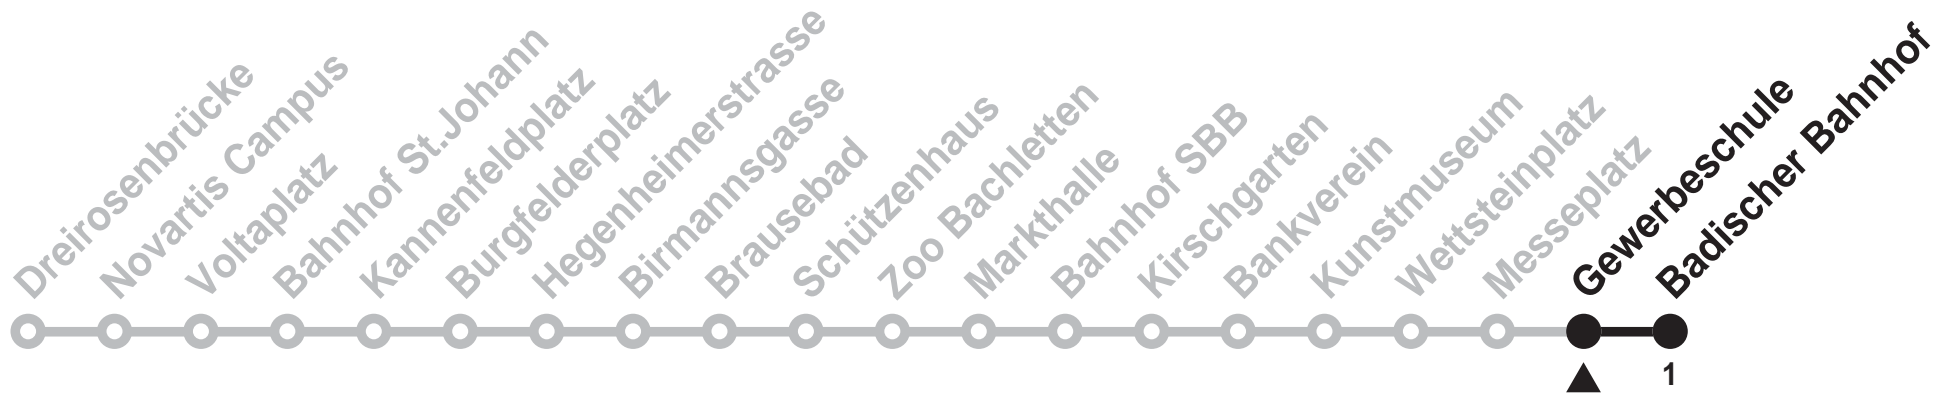 Dreirosenbrücke
Novartis Campus
Voltaplatz
Bahnhof St.Johann
Kannenfeldplatz
Burgfelderplatz
Hegenheimerstrasse
Birmannsgasse
Brausebad
Schützenhaus
Zoo Bachletten
Markthalle
Bahnhof SBB
Kirschgarten
Bankverein
Kunstmuseum
Wettsteinplatz
Messeplatz
Gewerbeschule
Badischer Bahnhof
1